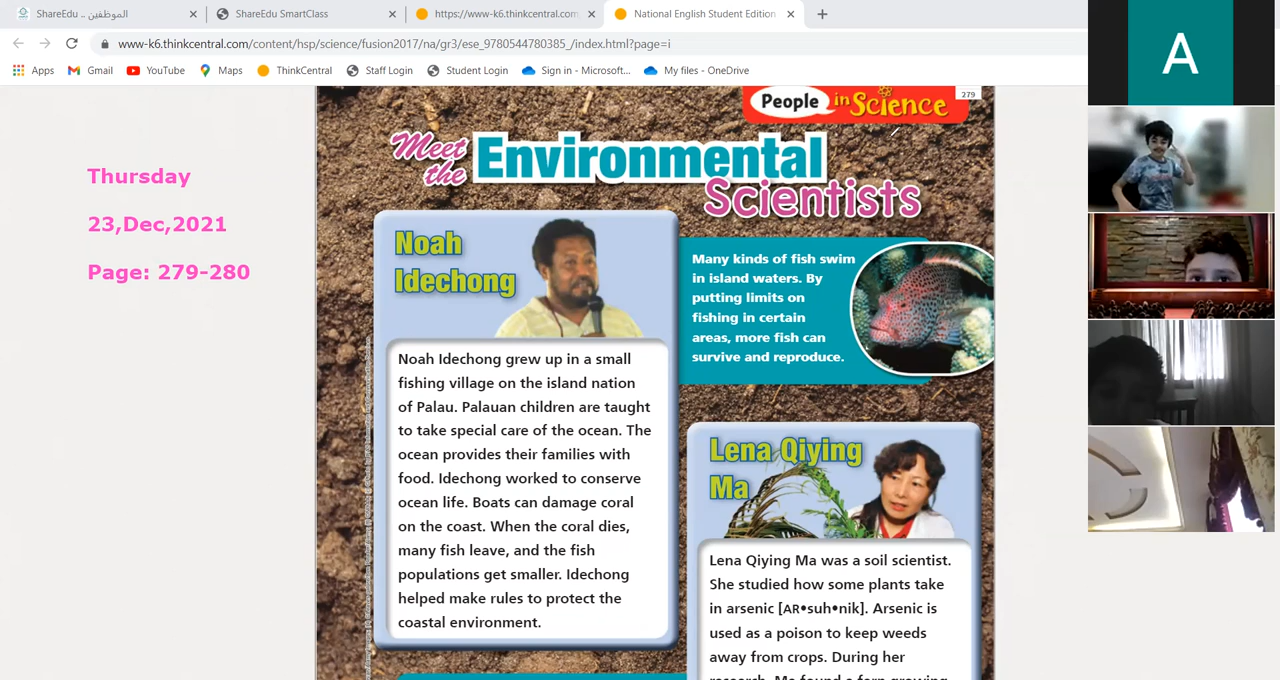 ShareEdu .. الموظفين
ShareEdu SmartClass
https://www-k6.thinkcentral.com
National English Student Edition
www-k6.thinkcentral.com/content/hsp/science/fusion2017/na/gr3/ese_9780544780385_/index.html?page=i
Apps
Gmail
YouTube
Maps
ThinkCentral
Staff Login
Student Login
Sign in - Microsoft...
My files - OneDrive
Thursday
23,Dec,2021
Page: 279-280
People in Science
279
Meet
the
Environmental
Scientists
Noah
Idechong
Noah Idechong grew up in a small
fishing village on the island nation
of Palau. Palauan children are taught
to take special care of the ocean. The
ocean provides their families with
food. Idechong worked to conserve
ocean life. Boats can damage coral
on the coast. When the coral dies,
many fish leave, and the fish
populations get smaller. Idechong
helped make rules to protect the
coastal environment.
Many kinds of fish swim
in island waters. By
putting limits on
fishing in certain
areas, more fish can
survive and reproduce.
Lena Qiying
Ma
Lena Qiying Ma was a soil scientist.
She studied how some plants take
in arsenic [AR•suh•nik]. Arsenic is
used as a poison to keep weeds
away from crops. During her
research, Ma found a fern growing
A